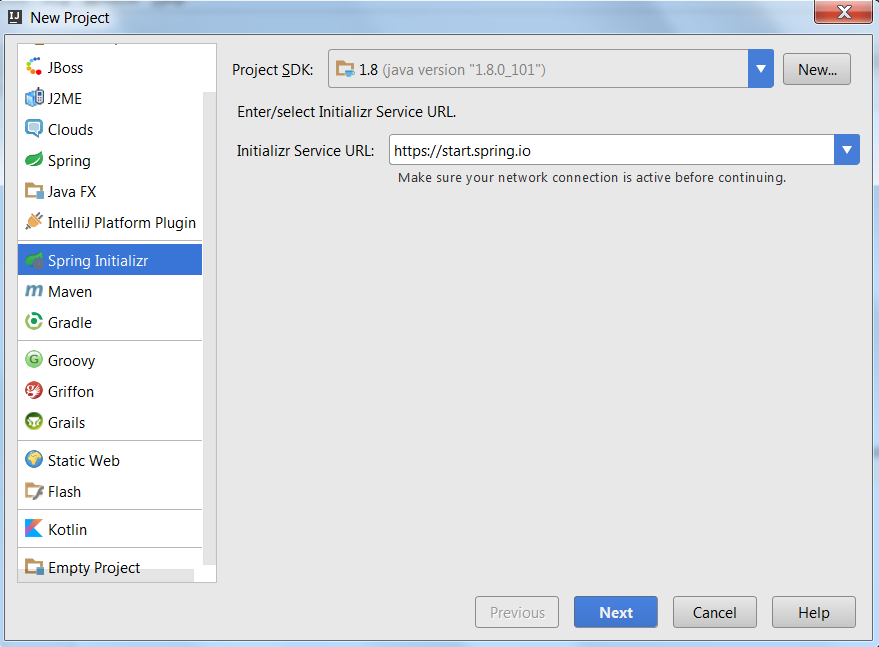 New Project
JBoss
J2ME
Clouds
Spring
Java FX
IntelliJ Platform Plugin
Spring Initializr
Maven
Gradle
Groovy
Griffon
Grails
Static Web
Flash
Kotlin
Empty Project
Project SDK: 1.8 (java version "1.8.0_101") New...
Enter/select Initializr Service URL.
Initializr Service URL: https://start.spring.io
Make sure your network connection is active before continuing.
Previous Next Cancel Help